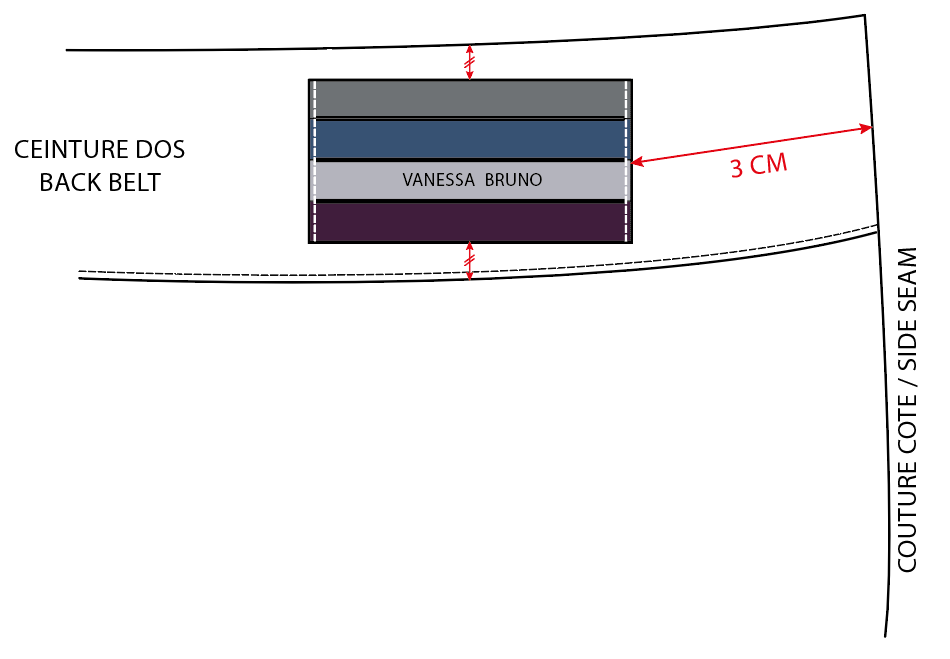 CEINTURE DOS
BACK BELT
VANESSA BRUNO
3 CM
COUTURE COTE / SIDE SEAM